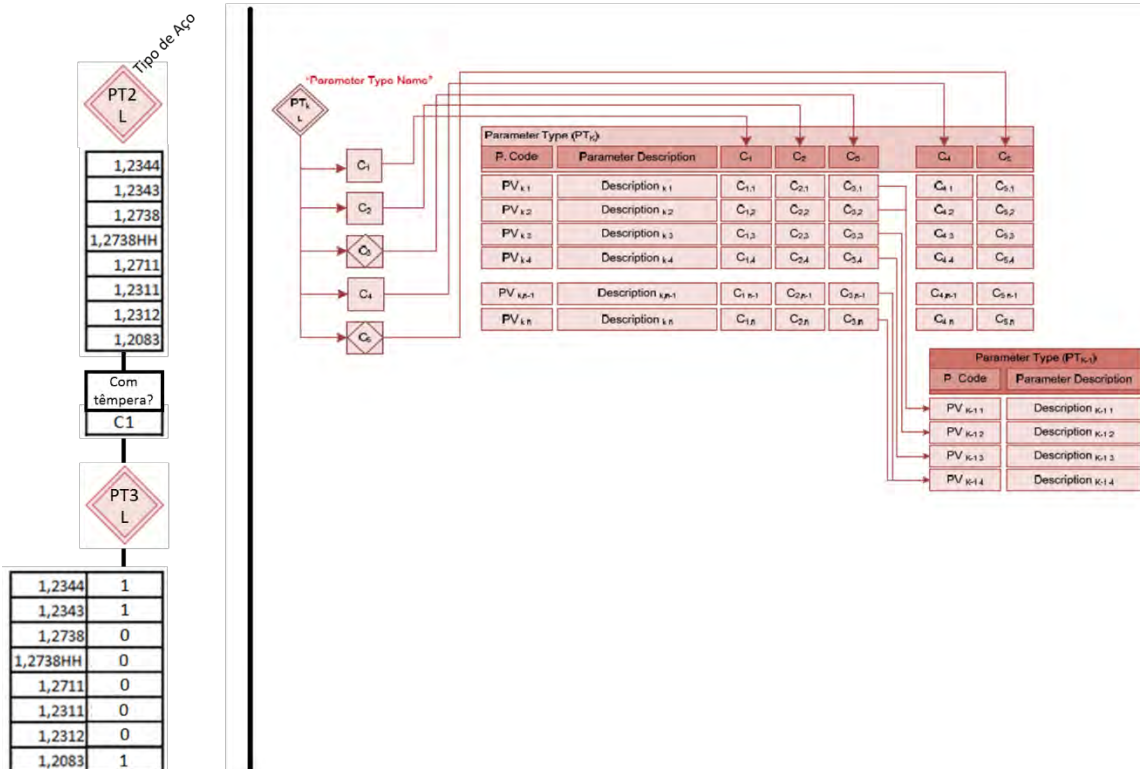 Tipo de Aço
PT2
L
1,2344
1,2343
1,2738
1,2738HH
1,2711
1,2311
1,2312
1,2083
Com
têmpera?
C1
PT3
L
1,2344 1
1,2343 1
1,2738 0
1,2738HH 0
1,2711 0
1,2311 0
1,2312 0
1,2083 1
"Parameter Type Name"
PTk
L
C1
C2
C3
C4
C5
Parameter Type (PTK)
P. Code Parameter Description C1 C2 C3 C4 C5
PV k.1 Description k.1 C1,1 C2,1 C3,1 C4,1 C5,1
PV k.2 Description k.2 C1,2 C2,2 C3,2 C4,2 C5,2
PV k.3 Description k.3 C1,3 C2,3 C3,3 C4,3 C5,3
PV k.4 Description k.4 C1,4 C2,4 C3,4 C4,4 C5,4
PV k,n-1 Description k,n-1 C1,n-1 C2,n-1 C3,n-1 C4,n-1 C5,n-1
PV k.n Description k.n C1,n C2,n C3,n C4,n C5,n
Parameter Type (PTK-1)
P. Code Parameter Description
PV K-1 1 Description K-1 1
PV K-1 2 Description K-1 2
PV K-1 3 Description K-1 3
PV K-1 4 Description K-1 4